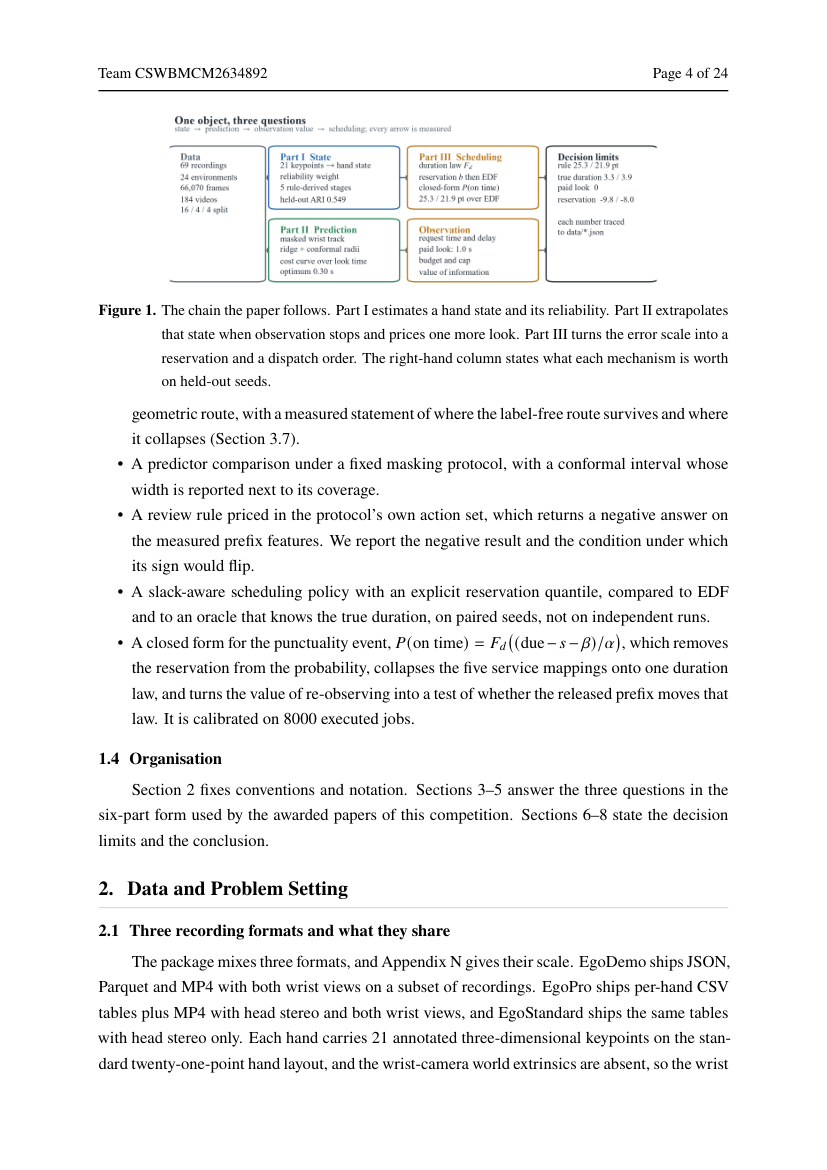 Team CSWBMCM2634892
Page 4 of 24
One object, three questions
state → prediction → observation value → scheduling; every arrow is measured
Data
69 recordings
24 environments
66,070 frames
184 videos
16 / 4 / 4 split
Part I State
21 keypoints → hand state
reliability weight
5 rule-derived stages
held-out ARI 0.549
Part II Prediction
masked wrist track
ridge + conformal radii
cost curve over look time
optimum 0.30 s
Part III Scheduling
duration law F_d
reservation b then EDF
closed-form P(on time)
25.3 / 21.9 pt over EDF
Observation
request time and delay
paid look: 1.0 s
budget and cap
value of information
Decision limits
rule 25.3 / 21.9 pt
true duration 3.3 / 3.9
paid look 0
reservation -9.8 / -8.0
each number traced
to data/*.json
Figure 1. The chain the paper follows. Part I estimates a hand state and its reliability. Part II extrapolates
that state when observation stops and prices one more look. Part III turns the error scale into a
reservation and a dispatch order. The right-hand column states what each mechanism is worth
on held-out seeds.
geometric route, with a measured statement of where the label-free route survives and where
it collapses (Section 3.7).
• A predictor comparison under a fixed masking protocol, with a conformal interval whose
width is reported next to its coverage.
• A review rule priced in the protocol's own action set, which returns a negative answer on
the measured prefix features. We report the negative result and the condition under which
its sign would flip.
• A slack-aware scheduling policy with an explicit reservation quantile, compared to EDF
and to an oracle that knows the true duration, on paired seeds, not on independent runs.
• A closed form for the punctuality event, P(on time) = F_d((due − s − β)/α), which removes
the reservation from the probability, collapses the five service mappings onto one duration
law, and turns the value of re-observing into a test of whether the released prefix moves that
law. It is calibrated on 8000 executed jobs.
1.4 Organisation
Section 2 fixes conventions and notation. Sections 3–5 answer the three questions in the
six-part form used by the awarded papers of this competition. Sections 6–8 state the decision
limits and the conclusion.
2. Data and Problem Setting
2.1 Three recording formats and what they share
The package mixes three formats, and Appendix N gives their scale. EgoDemo ships JSON,
Parquet and MP4 with both wrist views on a subset of recordings. EgoPro ships per-hand CSV
tables plus MP4 with head stereo and both wrist views, and EgoStandard ships the same tables
with head stereo only. Each hand carries 21 annotated three-dimensional keypoints on the stan-
dard twenty-one-point hand layout, and the wrist-camera world extrinsics are absent, so the wrist